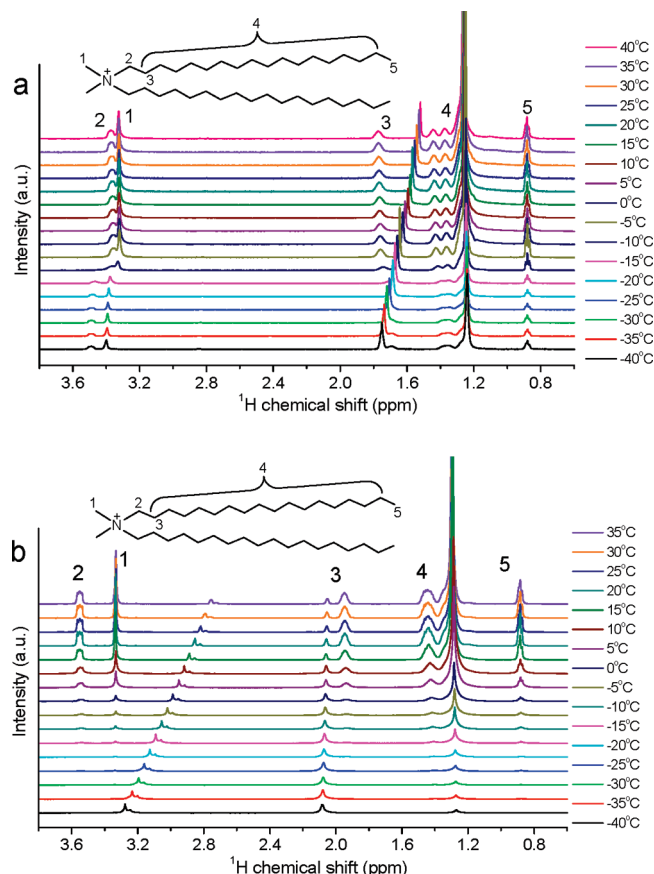 a
4
1
2
3
5
N+
2
1
3
4
5
Intensity (a.u.)
3.6 3.2 2.8 2.4 2.0 1.6 1.2 0.8
¹H chemical shift (ppm)
40°C
35°C
30°C
25°C
20°C
15°C
10°C
5°C
0°C
-5°C
-10°C
-15°C
-20°C
-25°C
-30°C
-35°C
-40°C
b
4
1
2
3
5
N+
2
1
3
4
5
Intensity (a.u.)
3.6 3.2 2.8 2.4 2.0 1.6 1.2 0.8
¹H chemical shift (ppm)
35°C
30°C
25°C
20°C
15°C
10°C
5°C
0°C
-5°C
-10°C
-15°C
-20°C
-25°C
-30°C
-35°C
-40°C